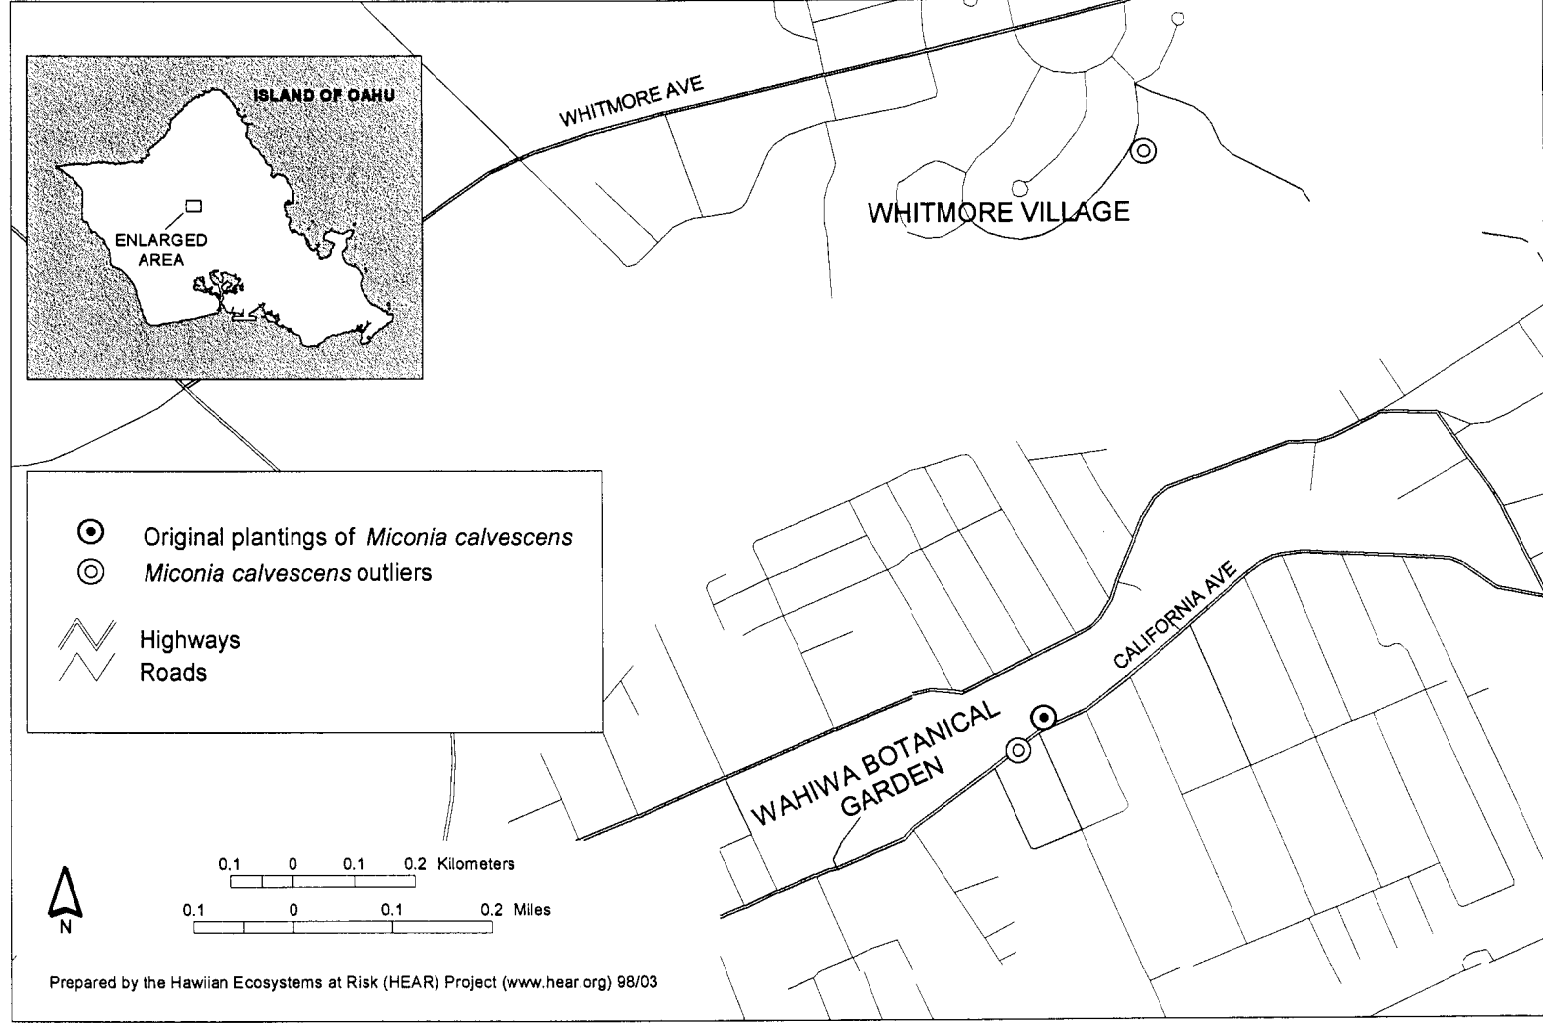 ISLAND OF OAHU
ENLARGED
AREA
WHITMORE AVE
WHITMORE VILLAGE
Original plantings of Miconia calvescens
Miconia calvescens outliers
Highways
Roads
CALIFORNIA AVE
WAHIWA BOTANICAL
GARDEN
0.1 0 0.1 0.2 Kilometers
0.1 0 0.1 0.2 Miles
N
Prepared by the Hawiian Ecosystems at Risk (HEAR) Project (www.hear.org) 98/03